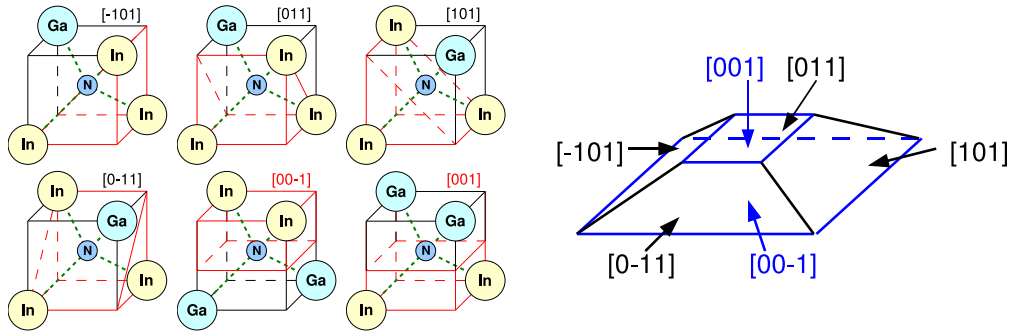 [-101]
Ga
In
N
In
In
[011]
Ga
In
N
In
In
[101]
In
Ga
N
In
In
[0-11]
In
Ga
N
In
In
[00-1]
In
In
N
Ga
Ga
[001]
Ga
Ga
N
In
In
[001]
[011]
[-101]
[101]
[0-11]
[00-1]